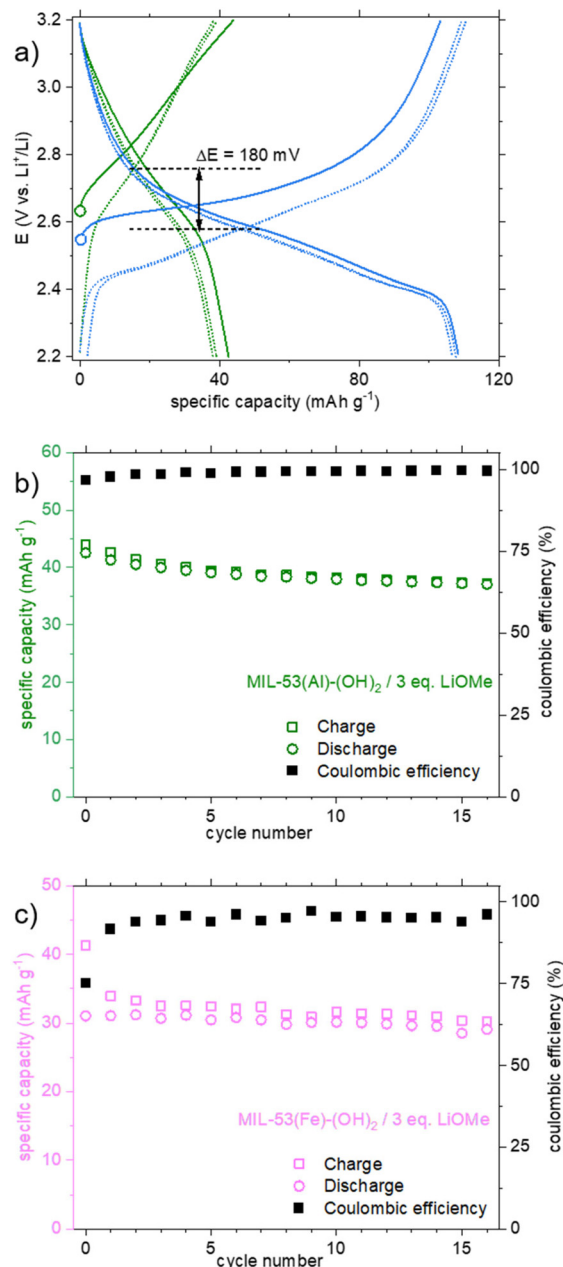 a)
3.2
3.0
2.8
2.6
2.4
2.2
E (V vs. Li⁺/Li)
ΔE = 180 mV
0 40 80 120
specific capacity (mAh g⁻¹)
b)
60
50
40
30
20
10
0
specific capacity (mAh g⁻¹)
100
75
50
25
0
coulombic efficiency (%)
MIL-53(Al)-(OH)₂ / 3 eq. LiOMe
Charge
Discharge
Coulombic efficiency
0 5 10 15
cycle number
c)
50
40
30
20
10
0
specific capacity (mAh g⁻¹)
100
75
50
25
0
coulombic efficiency (%)
MIL-53(Fe)-(OH)₂ / 3 eq. LiOMe
Charge
Discharge
Coulombic efficiency
0 5 10 15
cycle number